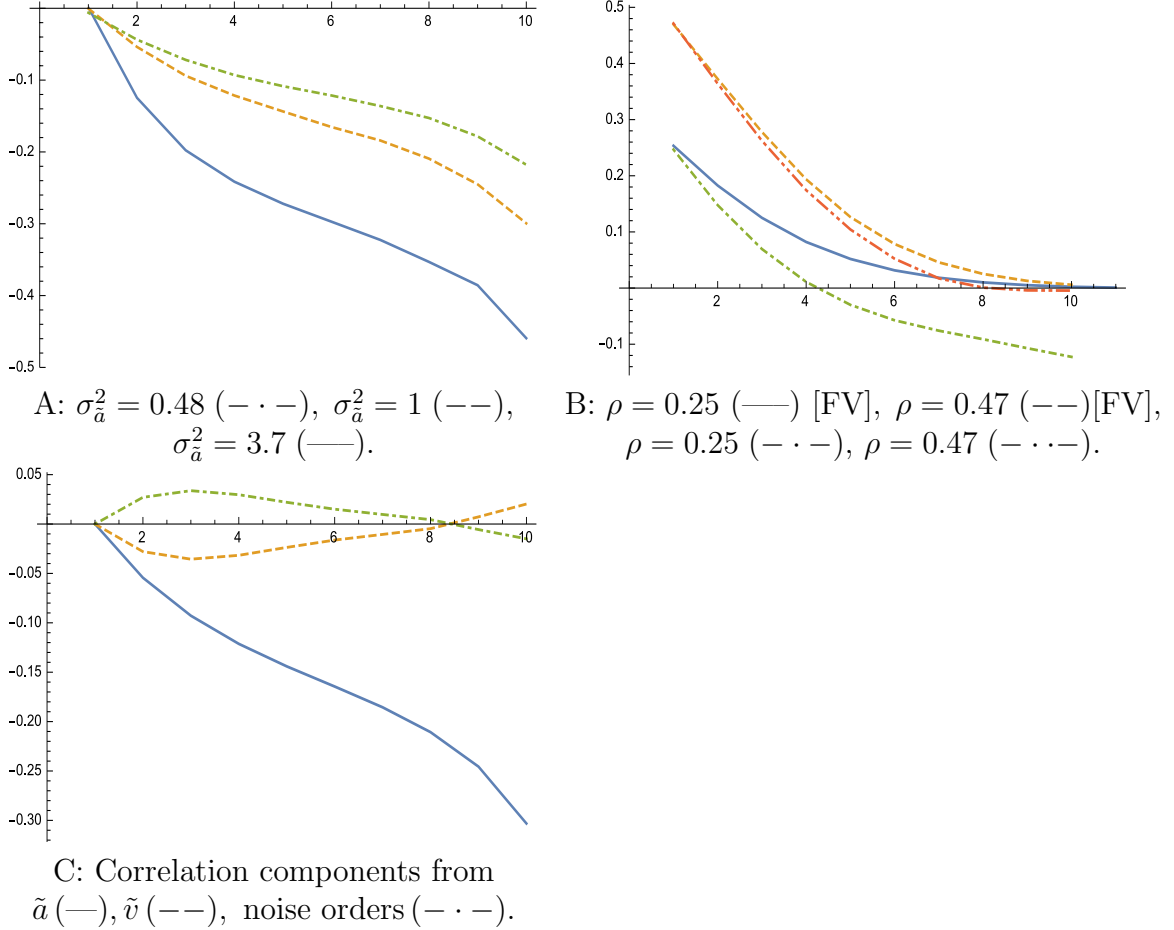 2 4 6 8 10
−0.1
−0.2
−0.3
−0.4
−0.5
A: σ²_ã = 0.48 (− · −), σ²_ã = 1 (−−),
σ²_ã = 3.7 (—).
0.5
0.4
0.3
0.2
0.1
2 4 6 8 10
−0.1
B: ρ = 0.25 (—) [FV], ρ = 0.47 (−−)[FV],
ρ = 0.25 (− · −), ρ = 0.47 (− · ·−).
0.05
2 4 6 8 10
−0.05
−0.10
−0.15
−0.20
−0.25
−0.30
C: Correlation components from
ã (—), ṽ (−−), noise orders (− · −).